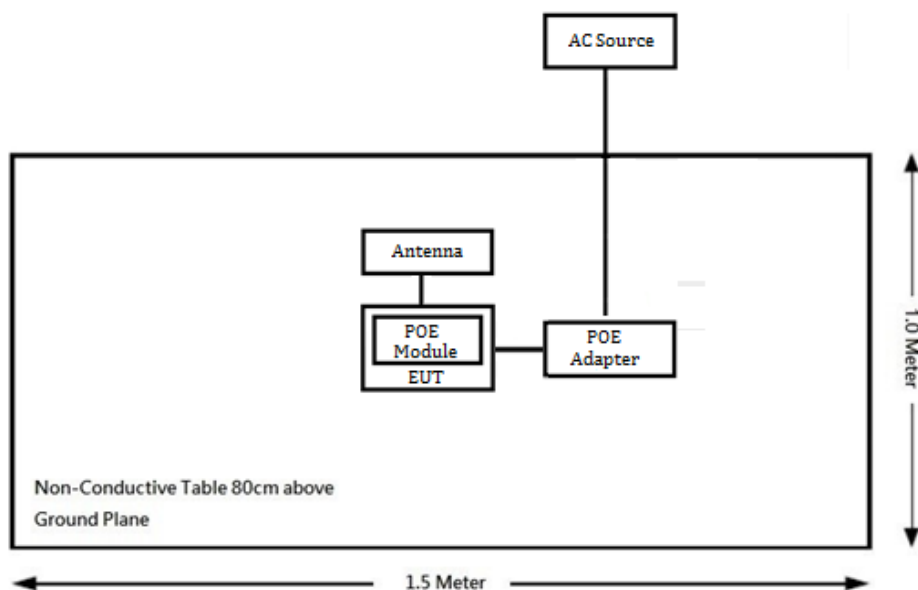 AC Source
Antenna
POE
Module
EUT
POE
Adapter
1.0 Meter
Non-Conductive Table 80cm above
Ground Plane
1.5 Meter